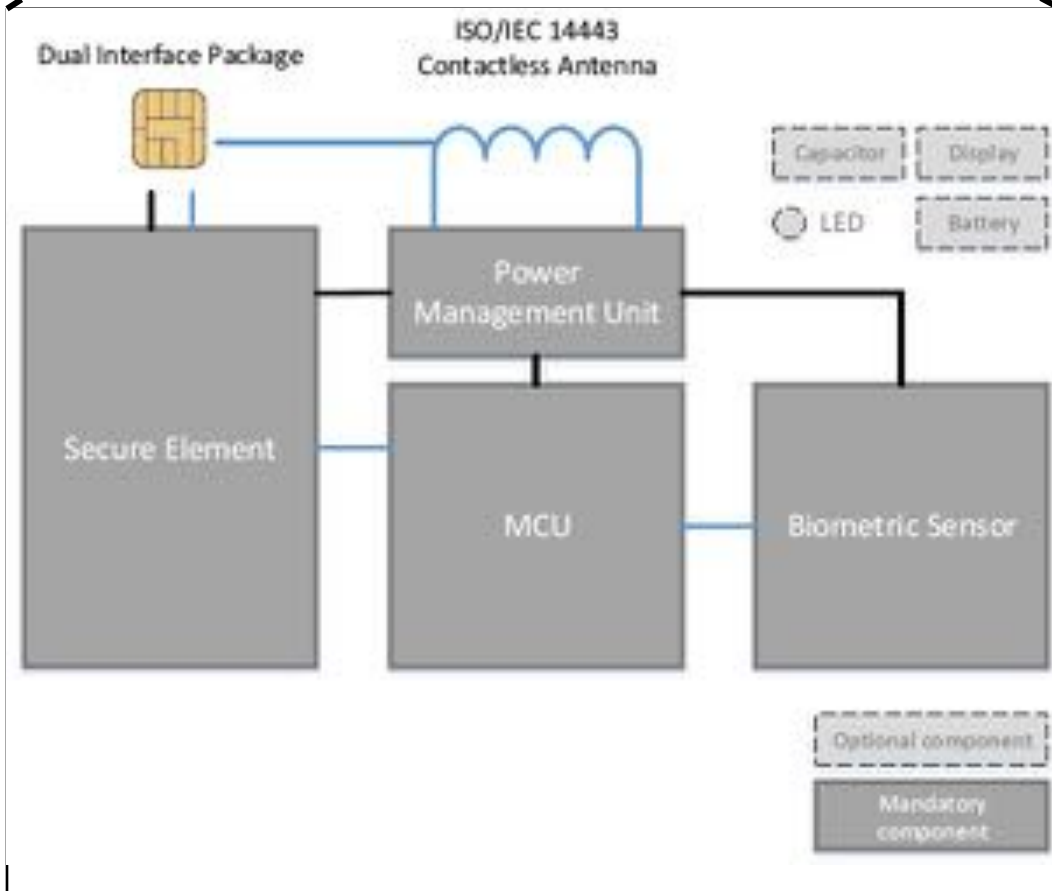 Dual Interface Package
ISO/IEC 14443
Contactless Antenna
Capacitor
Display
LED
Battery
Power
Management Unit
Secure Element
MCU
Biometric Sensor
Optional component
Mandatory
component